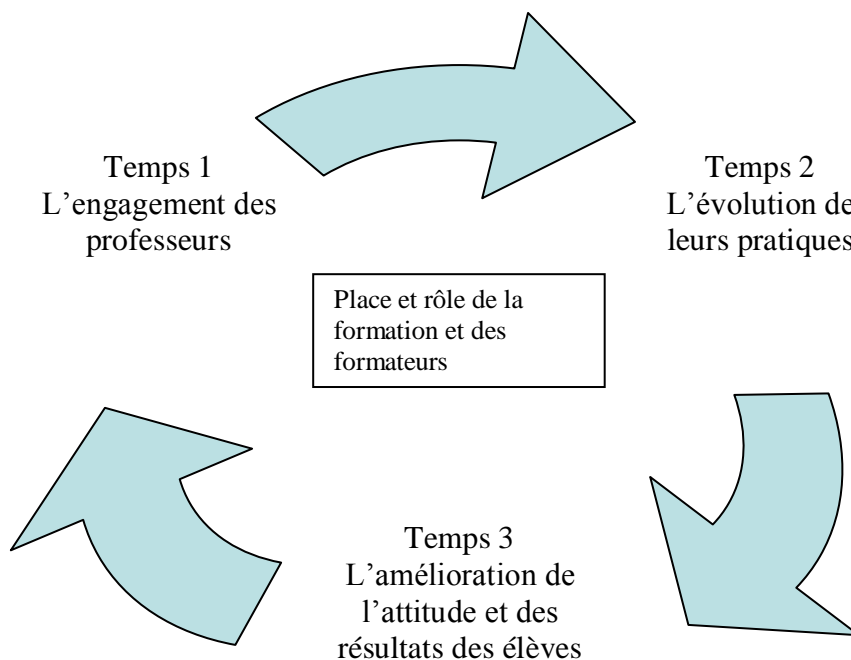 Temps 1
L’engagement des
professeurs
Temps 2
L’évolution de
leurs pratiques
Place et rôle de la
formation et des
formateurs
Temps 3
L’amélioration de
l’attitude et des
résultats des élèves